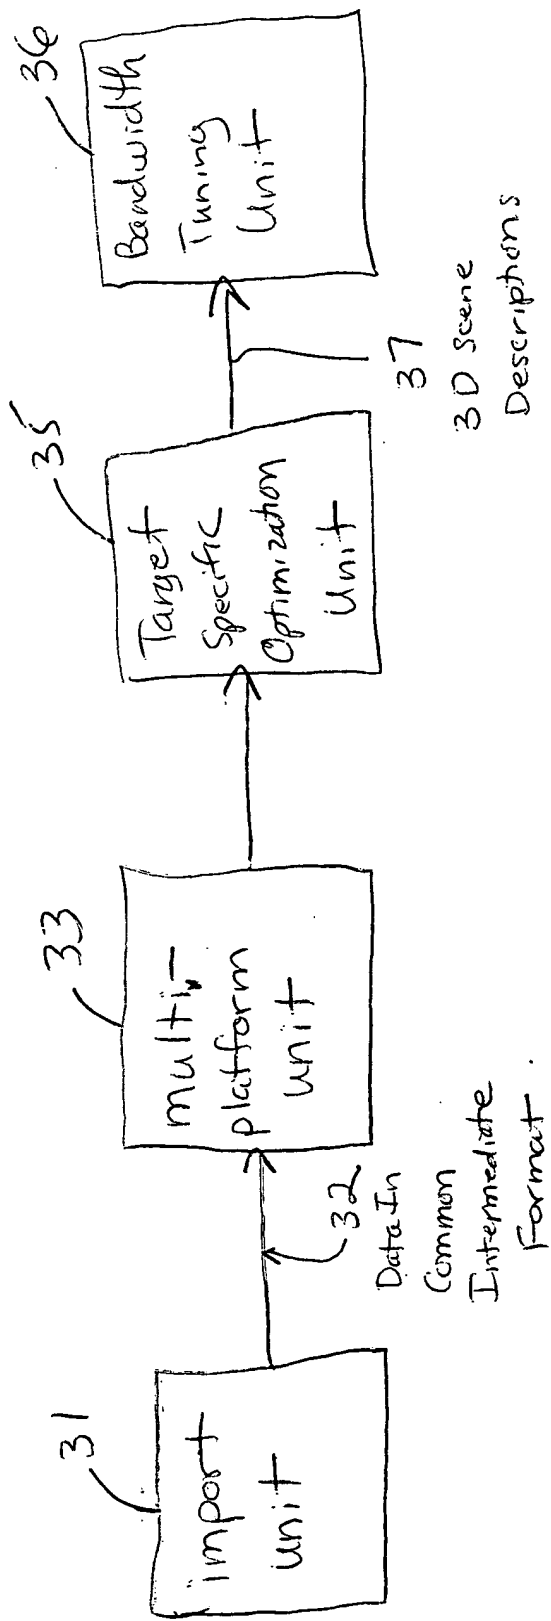 31
import
unit
32
Data In
Common
Intermediate
Format.
33
multi-
platform
unit
35
Target
Specific
Optimization
Unit
37
3D Scene
Descriptions
36
Bandwidth
Tuning
Unit